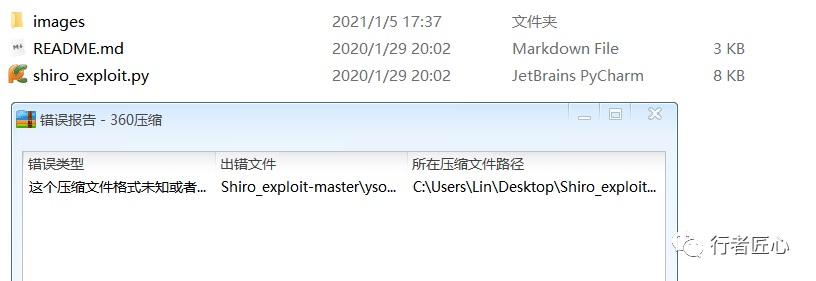 images 2021/1/5 17:37 文件夹
README.md 2020/1/29 20:02 Markdown File 3 KB
shiro_exploit.py 2020/1/29 20:02 JetBrains PyCharm 8 KB
错误报告 - 360压缩
错误类型 出错文件 所在压缩文件路径
这个压缩文件格式未知或者... Shiro_exploit-master\yso... C:\Users\Lin\Desktop\Shiro_exploit...
行者匠心